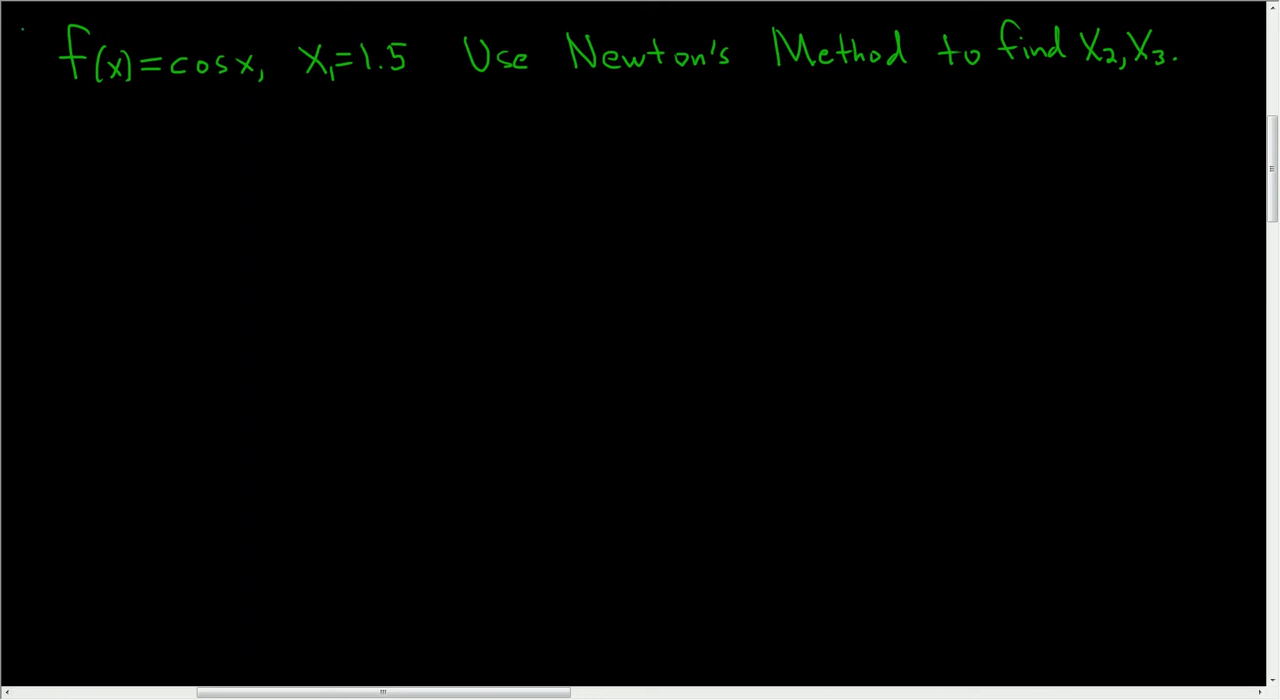 f(x)=cosx, x₁=1.5 Use Newton's Method to find X₂,X₃.